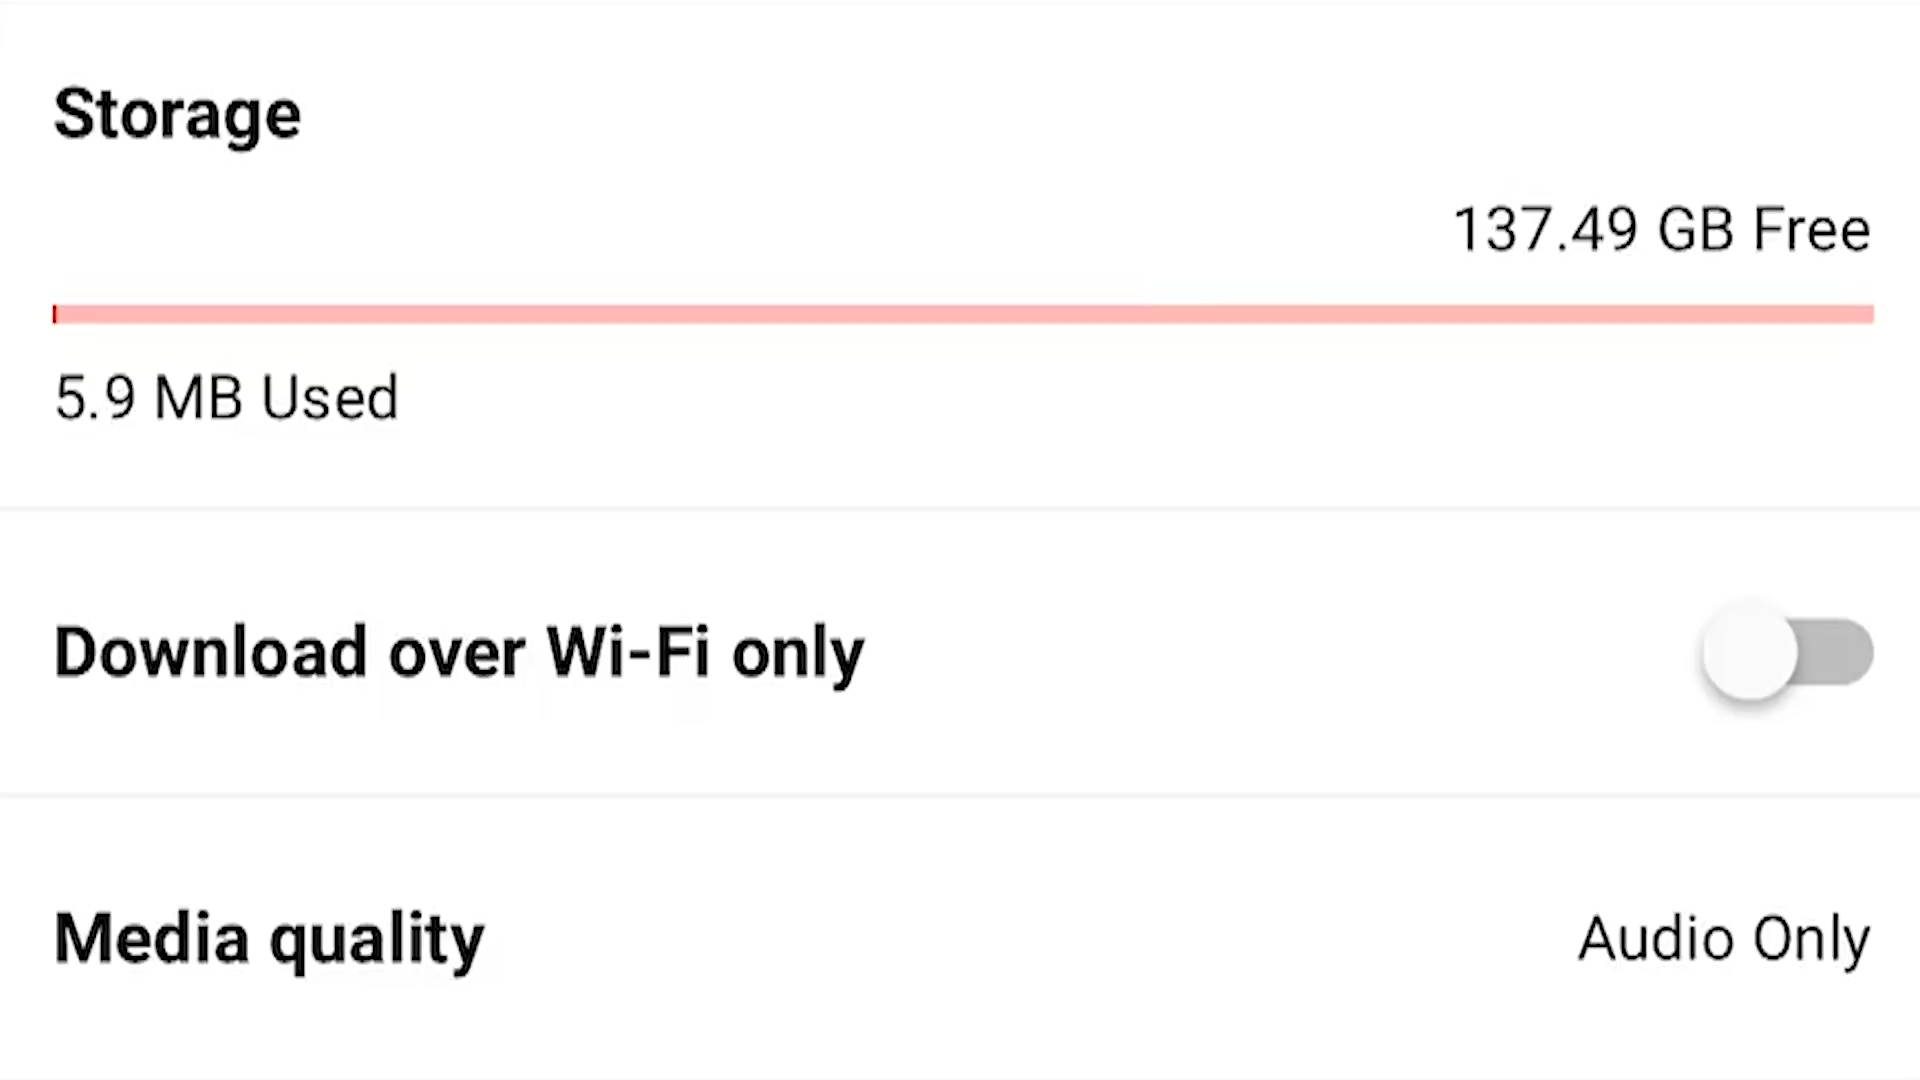 Storage
137.49 GB Free
5.9 MB Used
Download over Wi-Fi only
Media quality
Audio Only